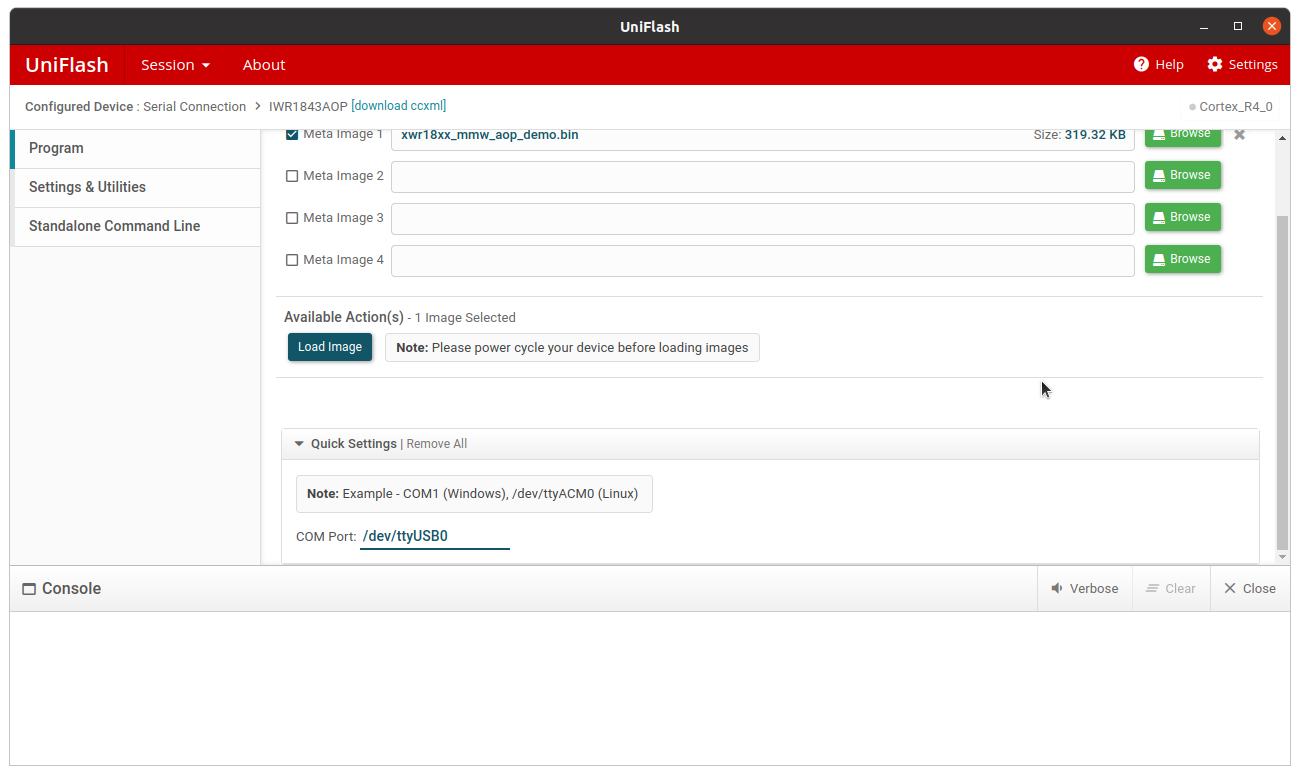 UniFlash
UniFlash Session About Help Settings
Configured Device : Serial Connection > IWR1843AOP [download ccxml] Cortex_R4_0
Program
Settings & Utilities
Standalone Command Line
Meta Image 1 xwr18xx_mmw_aop_demo.bin Size: 319.32 KB Browse
Meta Image 2 Browse
Meta Image 3 Browse
Meta Image 4 Browse
Available Action(s) - 1 Image Selected
Load Image Note: Please power cycle your device before loading images
Quick Settings | Remove All
Note: Example - COM1 (Windows), /dev/ttyACM0 (Linux)
COM Port: /dev/ttyUSB0
Console Verbose Clear Close